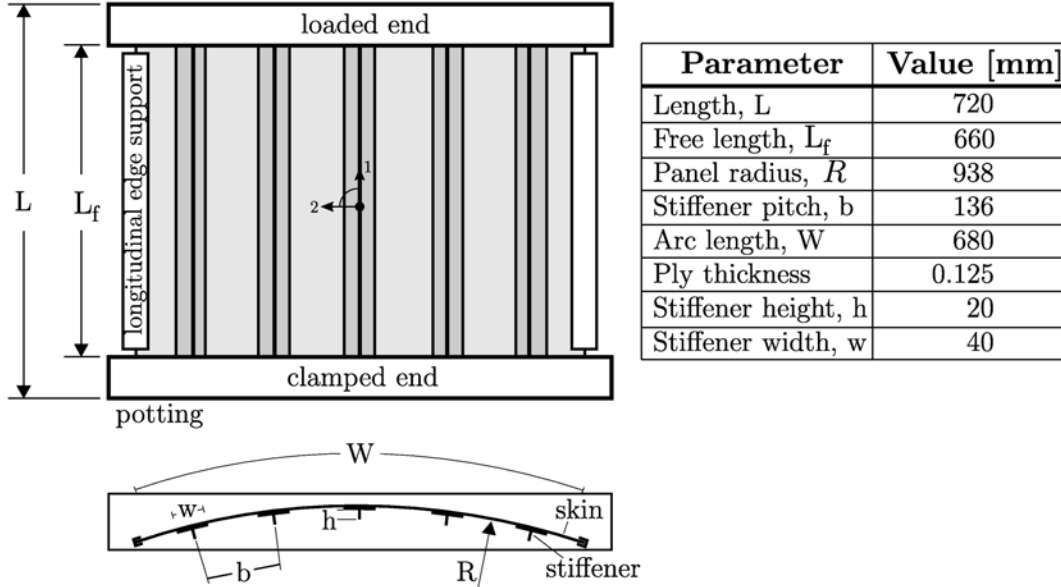 loaded end
longitudinal edge support
1
2
L
L_f
clamped end
potting
W
w
h
skin
b
R
stiffener
Parameter Value [mm]
Length, L 720
Free length, L_f 660
Panel radius, R 938
Stiffener pitch, b 136
Arc length, W 680
Ply thickness 0.125
Stiffener height, h 20
Stiffener width, w 40